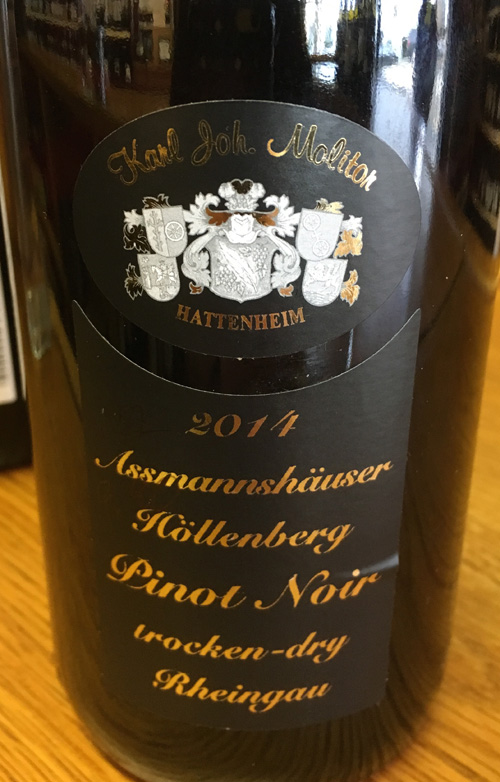 Karl Joh. Molitor
HATTENHEIM
2014
Assmannshäuser
Höllenberg
Pinot Noir
trocken-dry
Rheingau